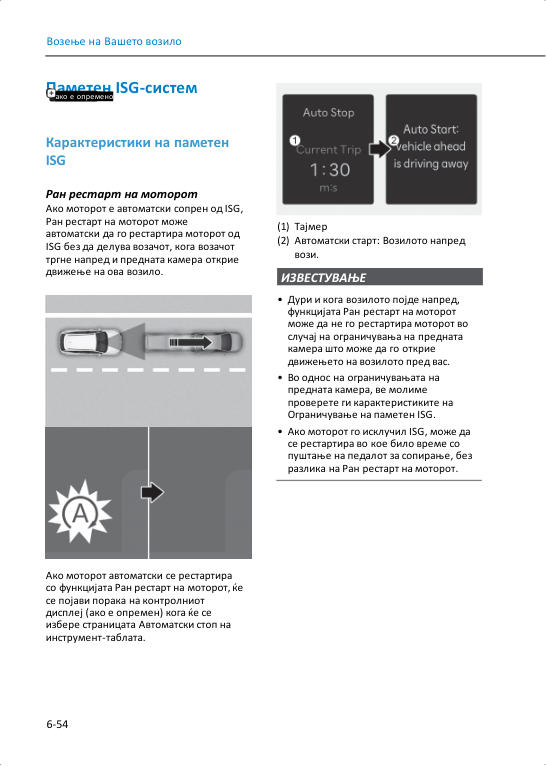 Возење на Вашето возило
Паметен ISG-систем
ако е опремено
Карактеристики на паметен
ISG
Ран рестарт на моторот
Ако моторот е автоматски сопрен од ISG,
Ран рестарт на моторот може
автоматски да го рестартира моторот од
ISG без да делува возачот, кога возачот
тргне напред и предната камера открие
движење на ова возило.
A
Ако моторот автоматски се рестартира
со функцијата Ран рестарт на моторот, ќе
се појави порака на контролниот
дисплеј (ако е опремен) кога ќе се
избере страницата Автоматски стоп на
инструмент-таблата.
Auto Stop
1 Current Trip
1:30
m:s
Auto Start:
2 vehicle ahead
is driving away
(1) Тајмер
(2) Автоматски старт: Возилото напред
вози.
ИЗВЕСТУВАЊЕ
• Дури и кога возилото појде напред,
функцијата Ран рестарт на моторот
може да не го рестартира моторот во
случај на ограничувања на предната
камера што може да го открие
движењето на возилото пред вас.
• Во однос на ограничувањата на
предната камера, ве молиме
проверете ги карактеристиките на
Ограничување на паметен ISG.
• Ако моторот го исклучил ISG, може да
се рестартира во кое било време со
пуштање на педалот за сопирање, без
разлика на Ран рестарт на моторот.
6-54